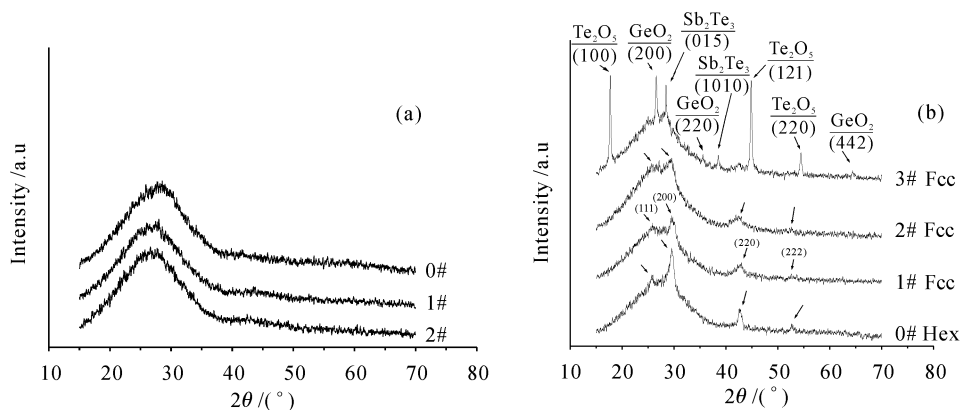 (a)
Intensity /a.u
0#
1#
2#
10 20 30 40 50 60 70 80
2θ /(°)
(b)
Intensity /a.u
Te₂O₅
(100)
GeO₂
(200)
Sb₂Te₃
(015)
Sb₂Te₃
(1010)
GeO₂
(220)
Te₂O₅
(121)
Te₂O₅
(220)
GeO₂
(442)
3# Fcc
2# Fcc
(111)
(200)
(220)
(222)
1# Fcc
0# Hex
10 20 30 40 50 60 70 80
2θ /(°)